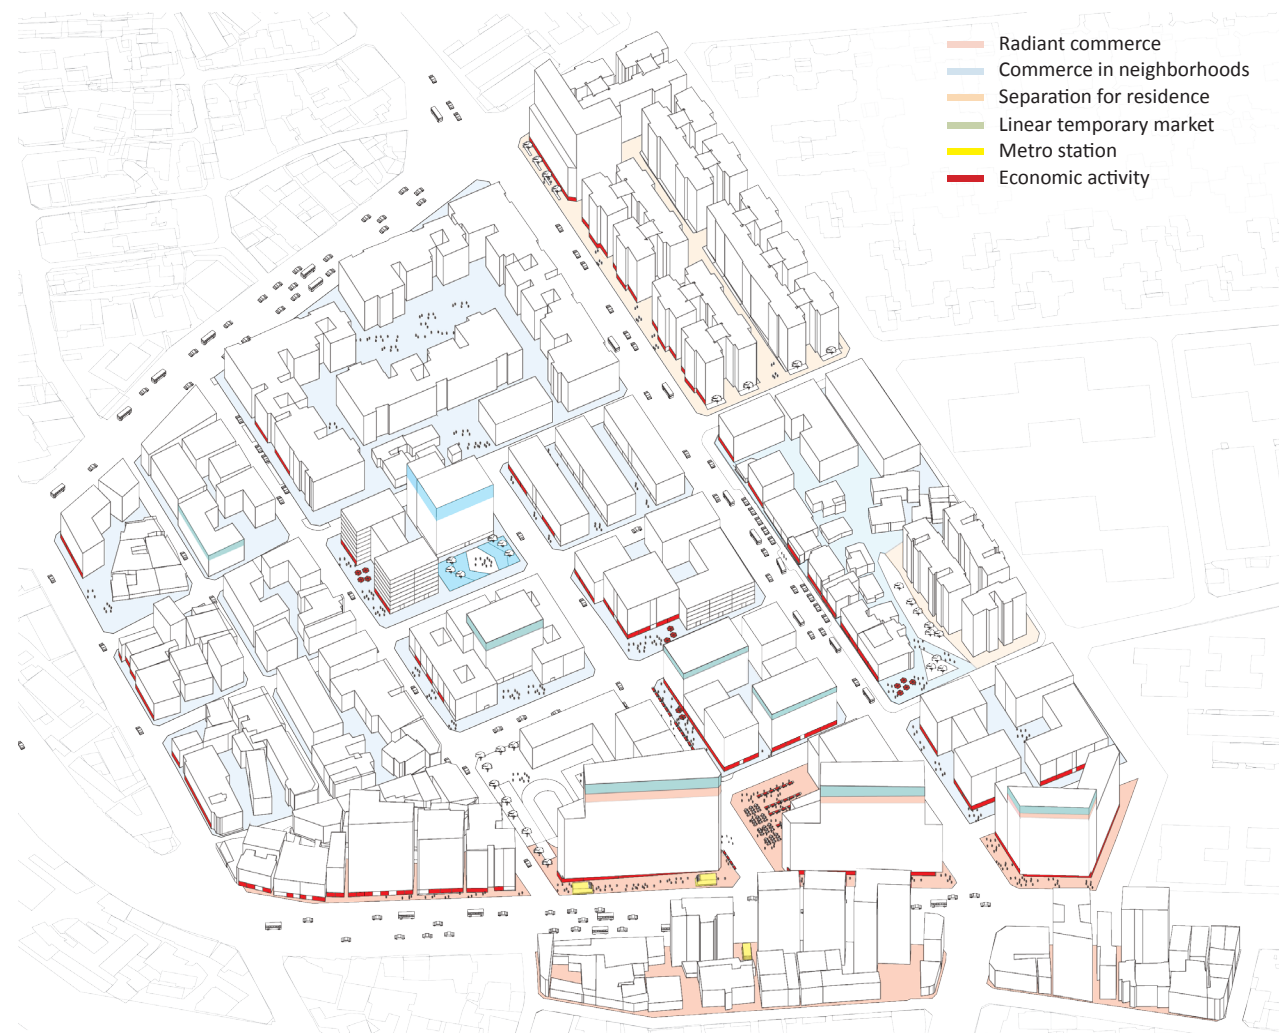 Radiant commerce
Commerce in neighborhoods
Separation for residence
Linear temporary market
Metro station
Economic activity